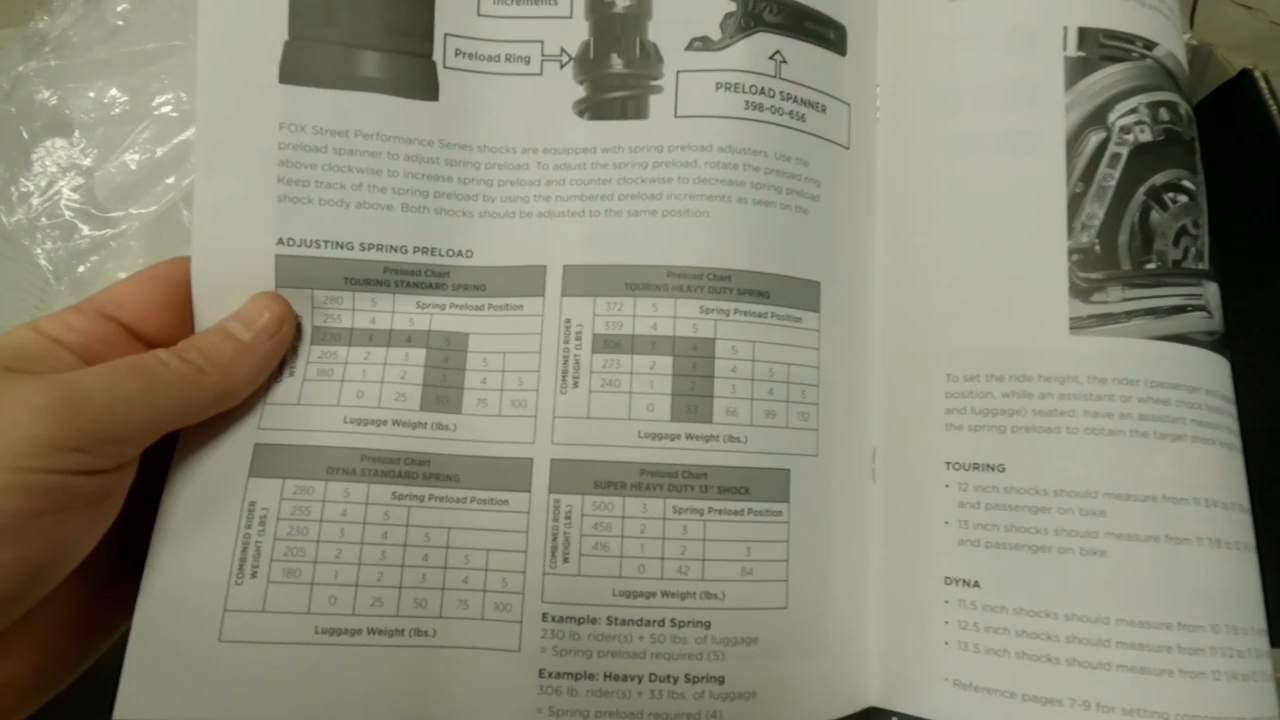 Increments
Preload Ring
PRELOAD SPANNER
398-00-656
FOX Street Performance Series shocks are equipped with spring preload adjusters. Use the
preload spanner to adjust spring preload. To adjust the spring preload, rotate the preload ring
above clockwise to increase spring preload and counter clockwise to decrease spring preload.
Keep track of the spring preload by using the numbered preload increments as seen on the
shock body above. Both shocks should be adjusted to the same position.
ADJUSTING SPRING PRELOAD
Preload Chart
TOURING STANDARD SPRING
280 5 Spring Preload Position
255 4 5
230 3 4 5
205 2 3 4 5
180 1 2 3 4 5
0 25 50 75 100
Luggage Weight (lbs.)
Preload Chart
TOURING HEAVY DUTY SPRING
COMBINED RIDER
WEIGHT (LBS.)
372 5 Spring Preload Position
339 4 5
306 3 4 5
273 2 3 4 5
240 1 2 3 4 5
0 33 66 99 132
Luggage Weight (lbs.)
Preload Chart
DYNA STANDARD SPRING
COMBINED RIDER
WEIGHT (LBS.)
280 5 Spring Preload Position
255 4 5
230 3 4 5
205 2 3 4 5
180 1 2 3 4 5
0 25 50 75 100
Luggage Weight (lbs.)
Preload Chart
SUPER HEAVY DUTY 13" SHOCK
COMBINED RIDER
WEIGHT (LBS.)
500 3 Spring Preload Position
458 2 3
416 1 2 3
0 42 84
Luggage Weight (lbs.)
Example: Standard Spring
230 lb. rider(s) + 50 lbs. of luggage
= Spring preload required (5).
Example: Heavy Duty Spring
306 lb. rider(s) + 33 lbs. of luggage
= Spring preload required (4)
To set the ride height, the rider (passenger
position, while an assistant or wheel
and luggage) seated, have an assistant
the spring preload to obtain the target shock
TOURING
• 12 inch shocks should measure from 11 3/4
and passenger on bike.
• 13 inch shocks should measure from
and passenger on bike.
DYNA
• 11.5 inch shocks should measure from 10 7/8
• 12.5 inch shocks should measure from 11 1/2
• 13.5 inch shocks should measure from 12 1/4
* Reference pages 7-9 for setting